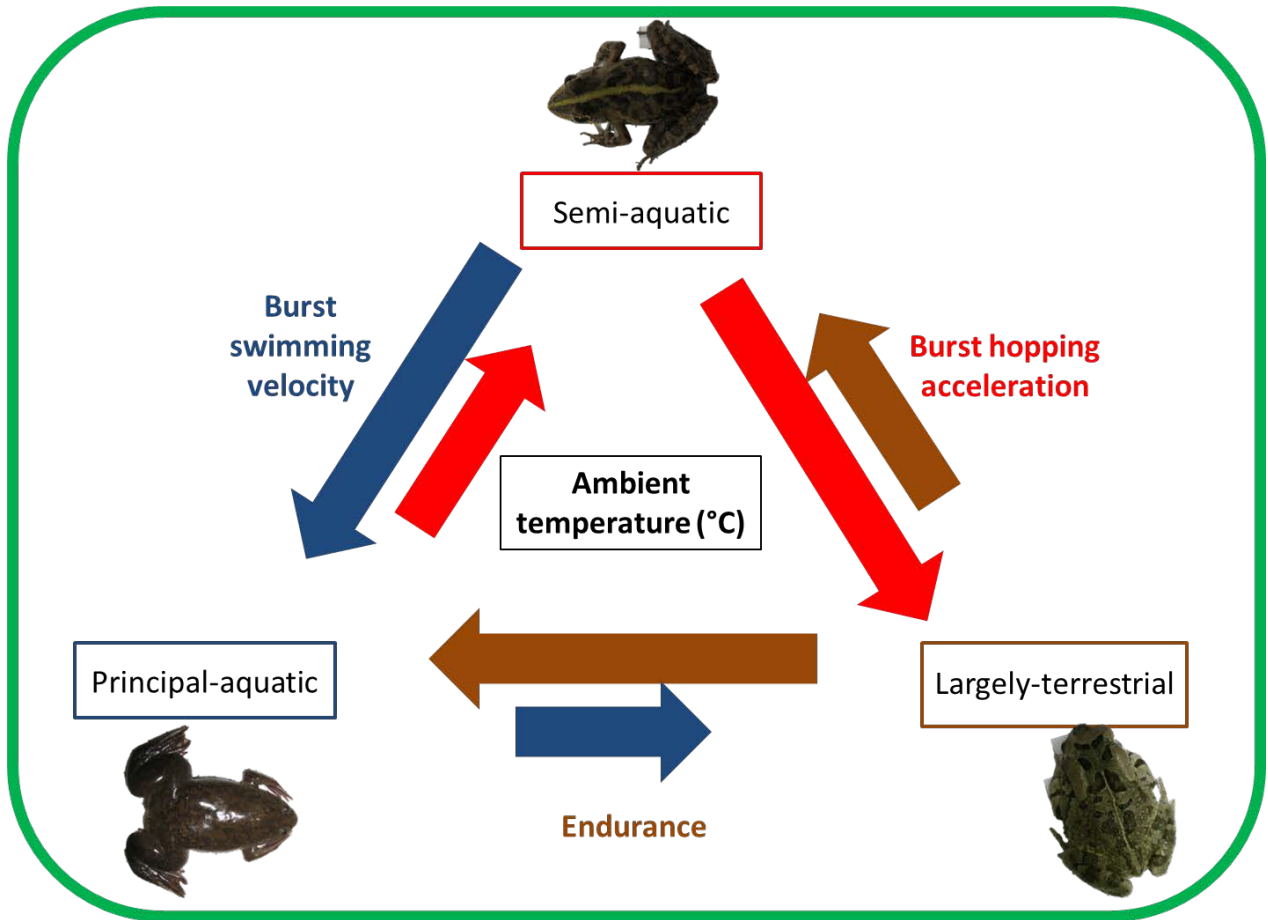 Semi-aquatic
Burst
swimming
velocity
Burst hopping
acceleration
Ambient
temperature (°C)
Principal-aquatic
Largely-terrestrial
Endurance